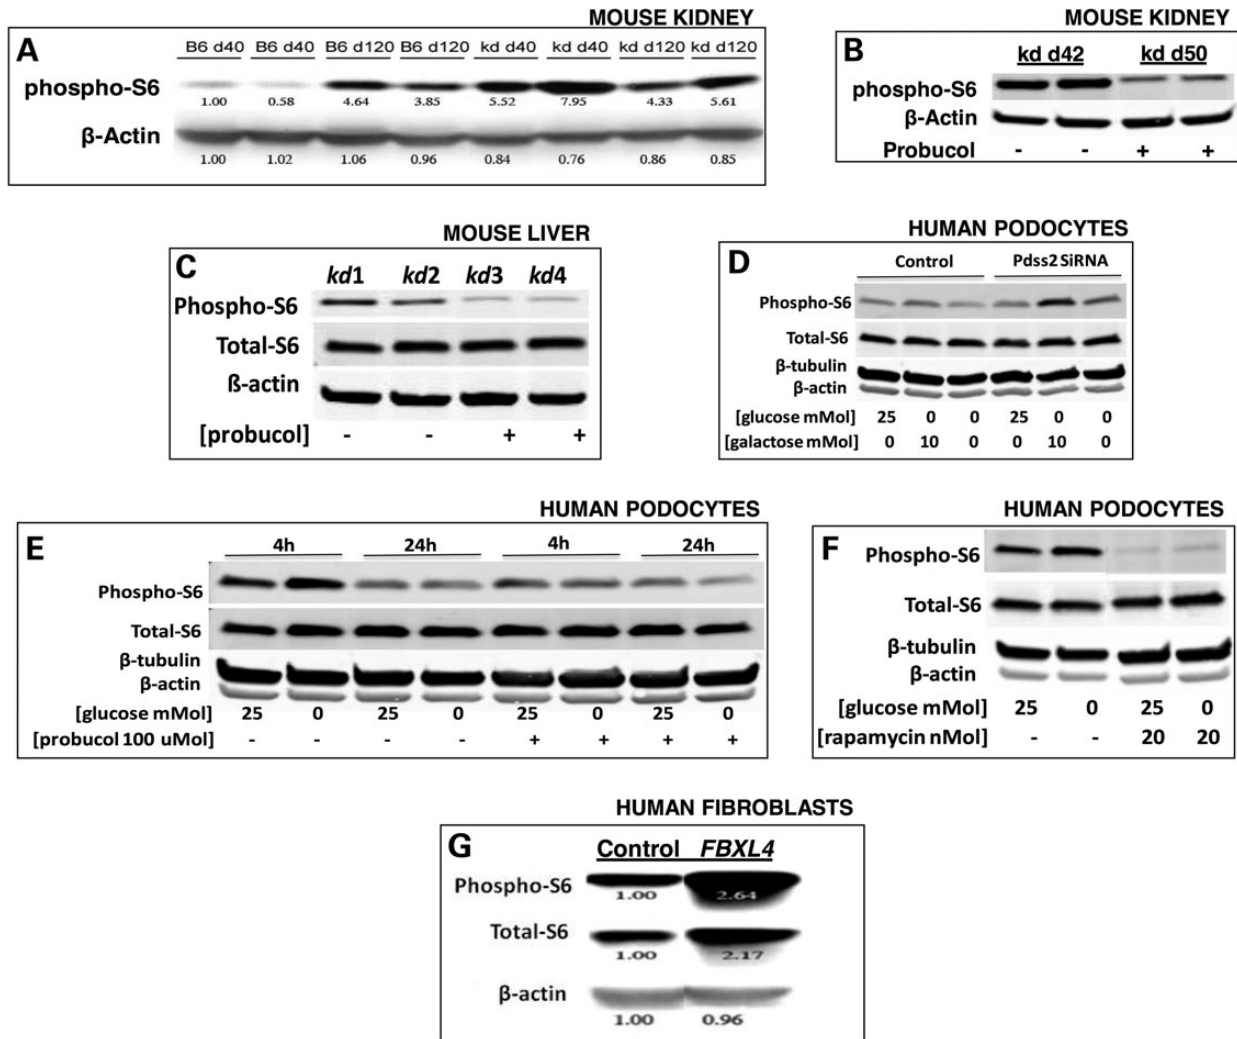 MOUSE KIDNEY
A
B6 d40 B6 d40 B6 d120 B6 d120 kd d40 kd d40 kd d120 kd d120
phospho-S6
1.00 0.58 4.64 3.85 5.52 7.95 4.33 5.61
β-Actin
1.00 1.02 1.06 0.96 0.84 0.76 0.86 0.85
MOUSE KIDNEY
B
kd d42 kd d50
phospho-S6
β-Actin
Probucol - - + +
MOUSE LIVER
C
kd1 kd2 kd3 kd4
Phospho-S6
Total-S6
ß-actin
[probucol] - - + +
HUMAN PODOCYTES
D
Control Pdss2 SiRNA
Phospho-S6
Total-S6
β-tubulin
β-actin
[glucose mMol] 25 0 0 25 0 0
[galactose mMol] 0 10 0 0 10 0
HUMAN PODOCYTES
E
4h 24h 4h 24h
Phospho-S6
Total-S6
β-tubulin
β-actin
[glucose mMol] 25 0 25 0 25 0 25 0
[probucol 100 uMol] - - - - + + + +
HUMAN PODOCYTES
F
Phospho-S6
Total-S6
β-tubulin
β-actin
[glucose mMol] 25 0 25 0
[rapamycin nMol] - - 20 20
HUMAN FIBROBLASTS
G
Control FBXL4
Phospho-S6
1.00 2.64
Total-S6
1.00 2.17
β-actin
1.00 0.96